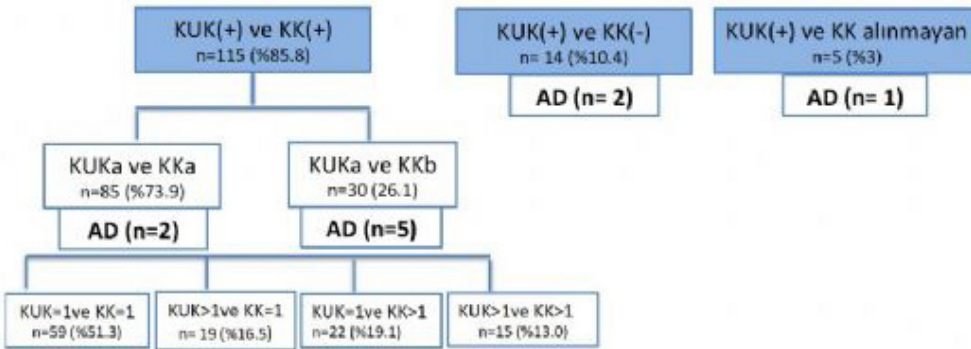 KUK(+) ve KK(+)
n=115 (%85.8)
KUK(+) ve KK(-)
n= 14 (%10.4)
AD (n= 2)
KUK(+) ve KK alınmayan
n=5 (%3)
AD (n= 1)
KUKa ve KKa
n=85 (%73.9)
AD (n=2)
KUKa ve KKb
n=30 (26.1)
AD (n=5)
KUK=1ve KK=1
n=59 (%51.3)
KUK>1ve KK=1
n= 19 (%16.5)
KUK=1ve KK>1
n=22 (%19.1)
KUK>1ve KK>1
n=15 (%13.0)